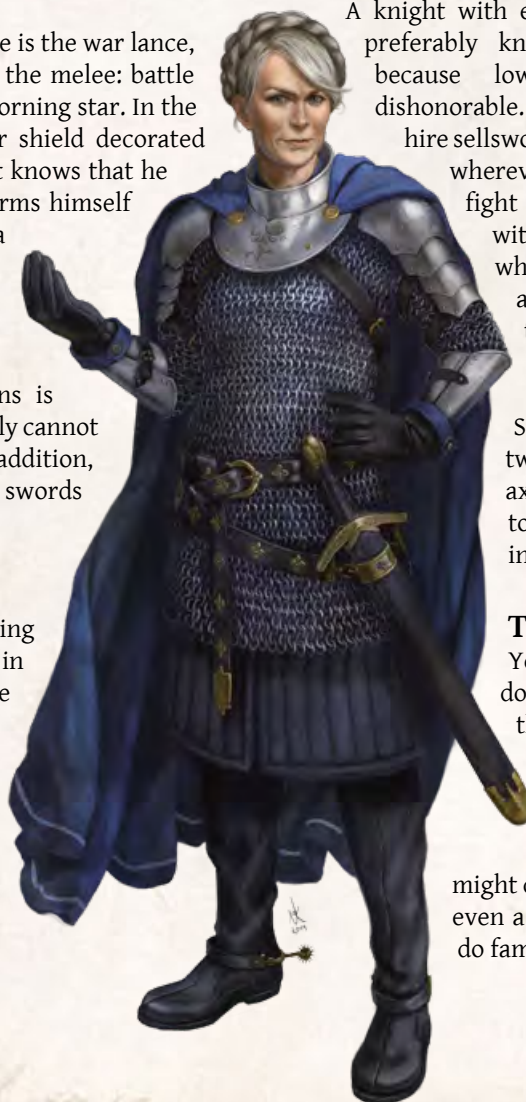 e is the war lance,
the melee: battle
orning star. In the
r shield decorated
t knows that he
rms himself
a
ns is
ly cannot
addition,
swords
ing
in
e
A knight with e
preferably kn
because low
dishonorable.
hire sellswo
wherev
fight
wit
wh
a
S
tw
ax
to
in
T
Yo
do
t
might o
even a
do fam